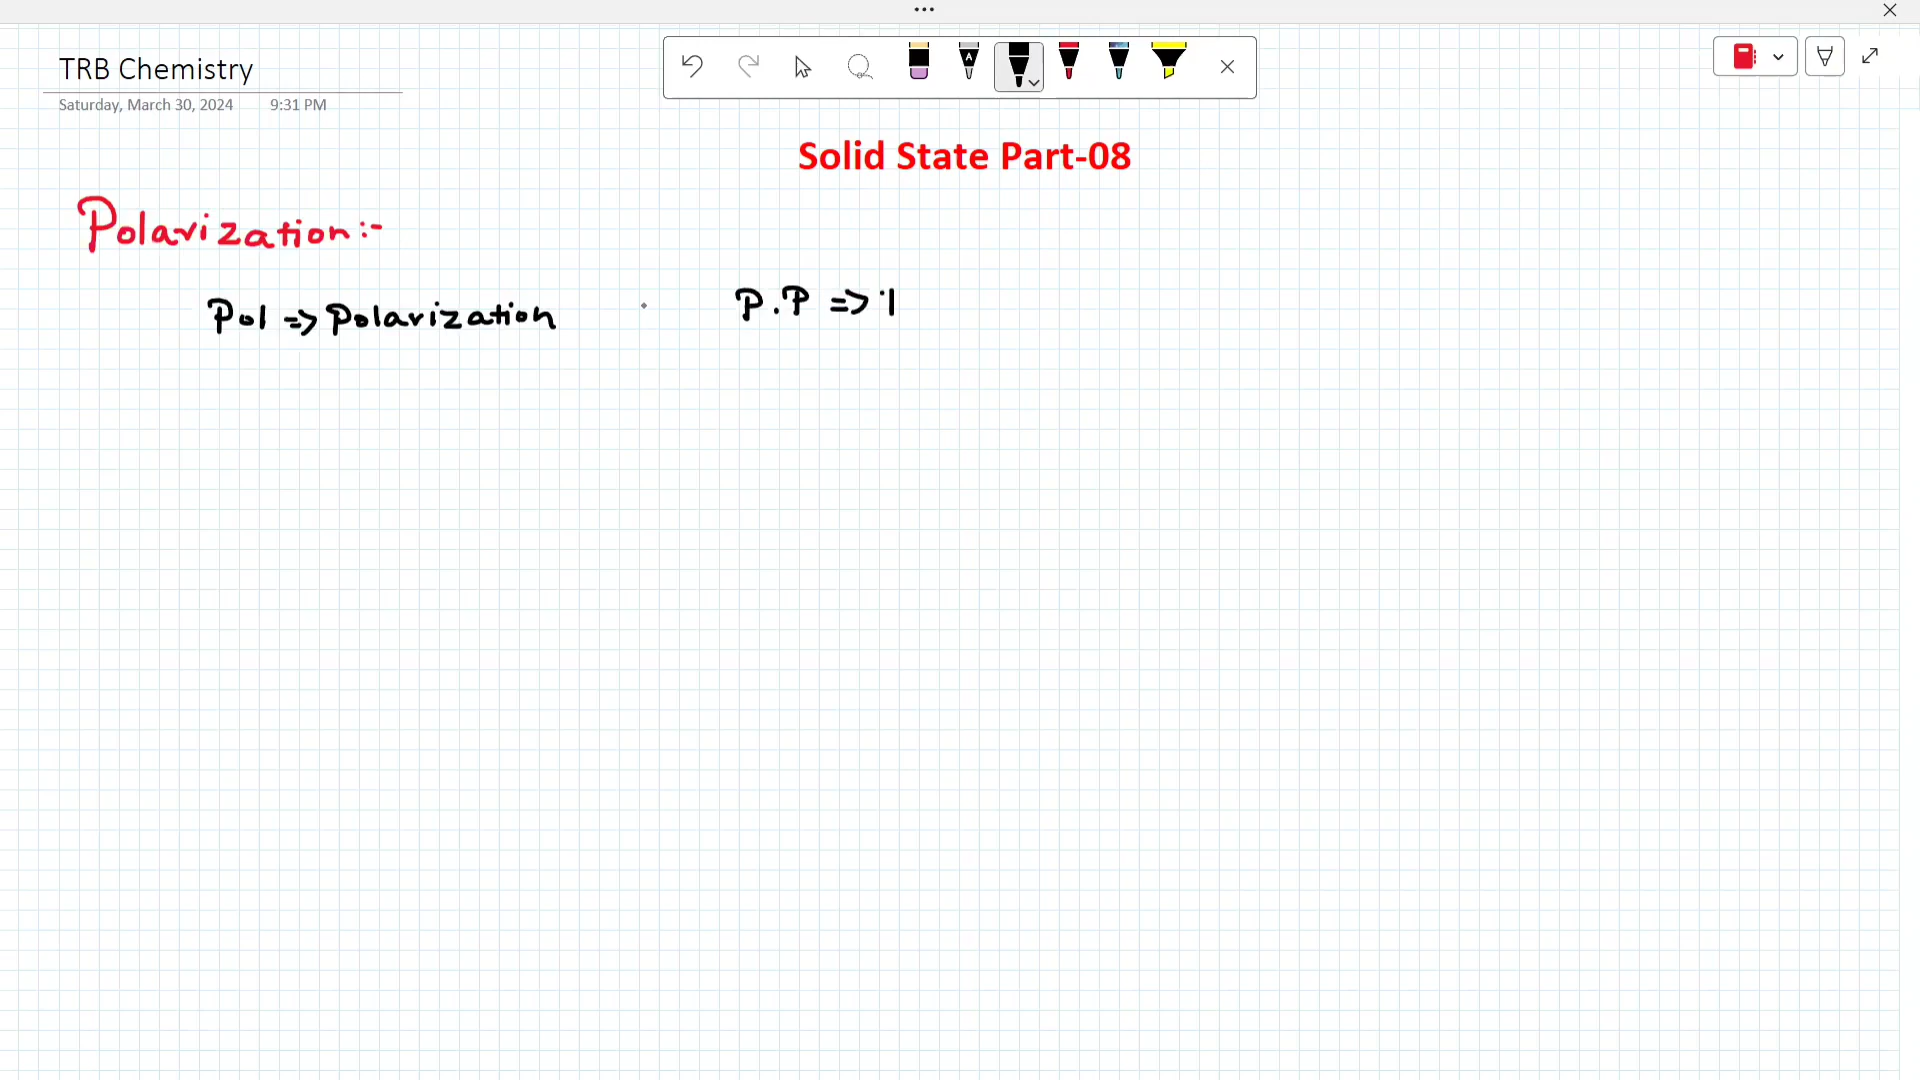 TRB Chemistry
Saturday, March 30, 2024 9:31 PM
Solid State Part-08
Polarization:-
Pol => Polarization
P.P =>